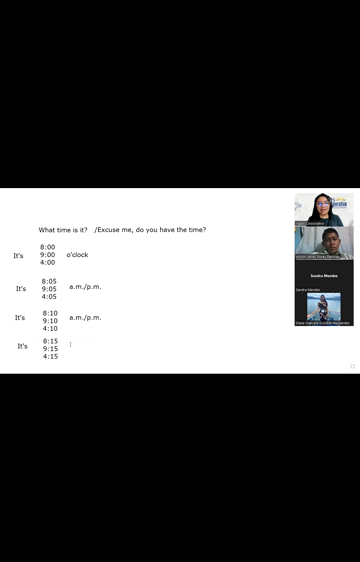 What time is it? /Excuse me, do you have the time?
8:00
It's 9:00 o'clock
4:00
8:05
It's 9:05 a.m./p.m.
4:05
8:10
It's 9:10 a.m./p.m.
4:10
8:15
It's 9:15
4:15
Sandra Mendez
Sandra Mendez